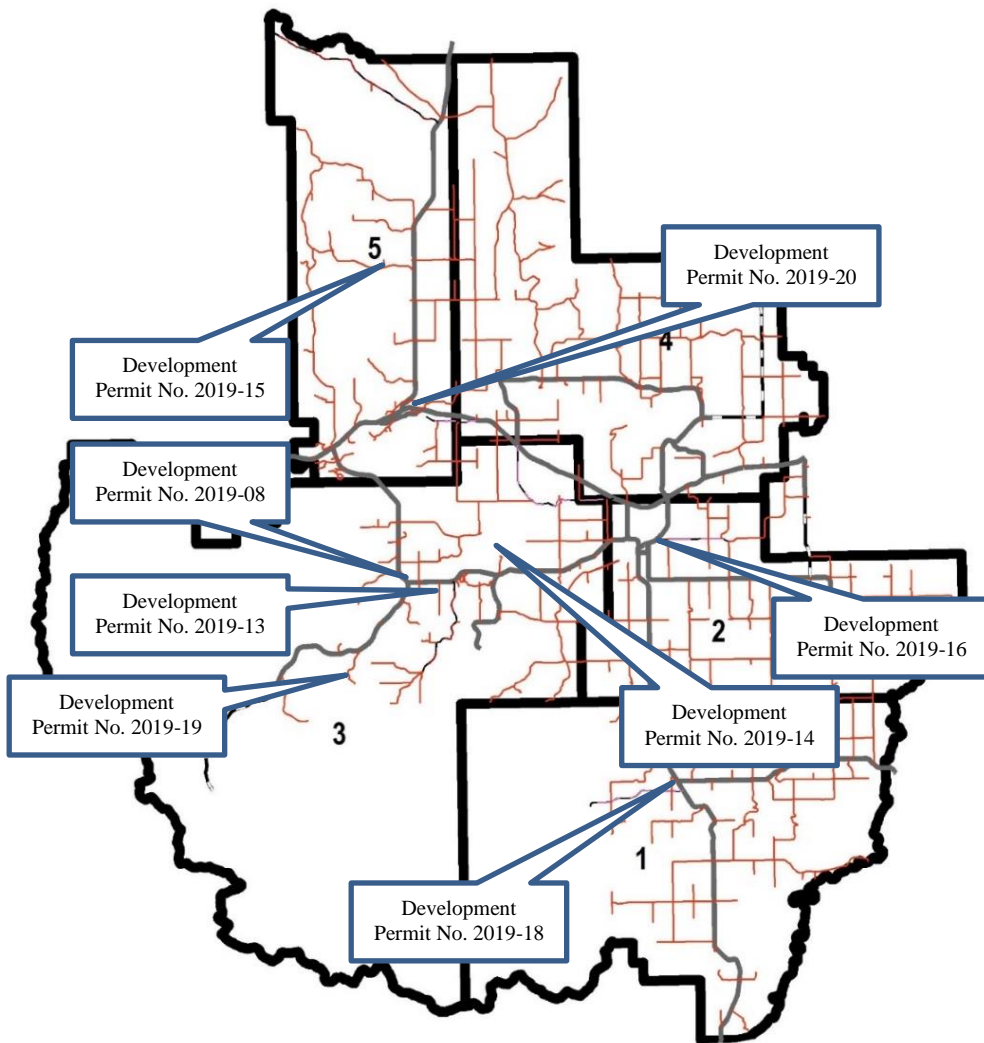 Development
Permit No. 2019-20
5
4
Development
Permit No. 2019-15
Development
Permit No. 2019-08
Development
Permit No. 2019-13
2
Development
Permit No. 2019-16
Development
Permit No. 2019-19
3
Development
Permit No. 2019-14
1
Development
Permit No. 2019-18